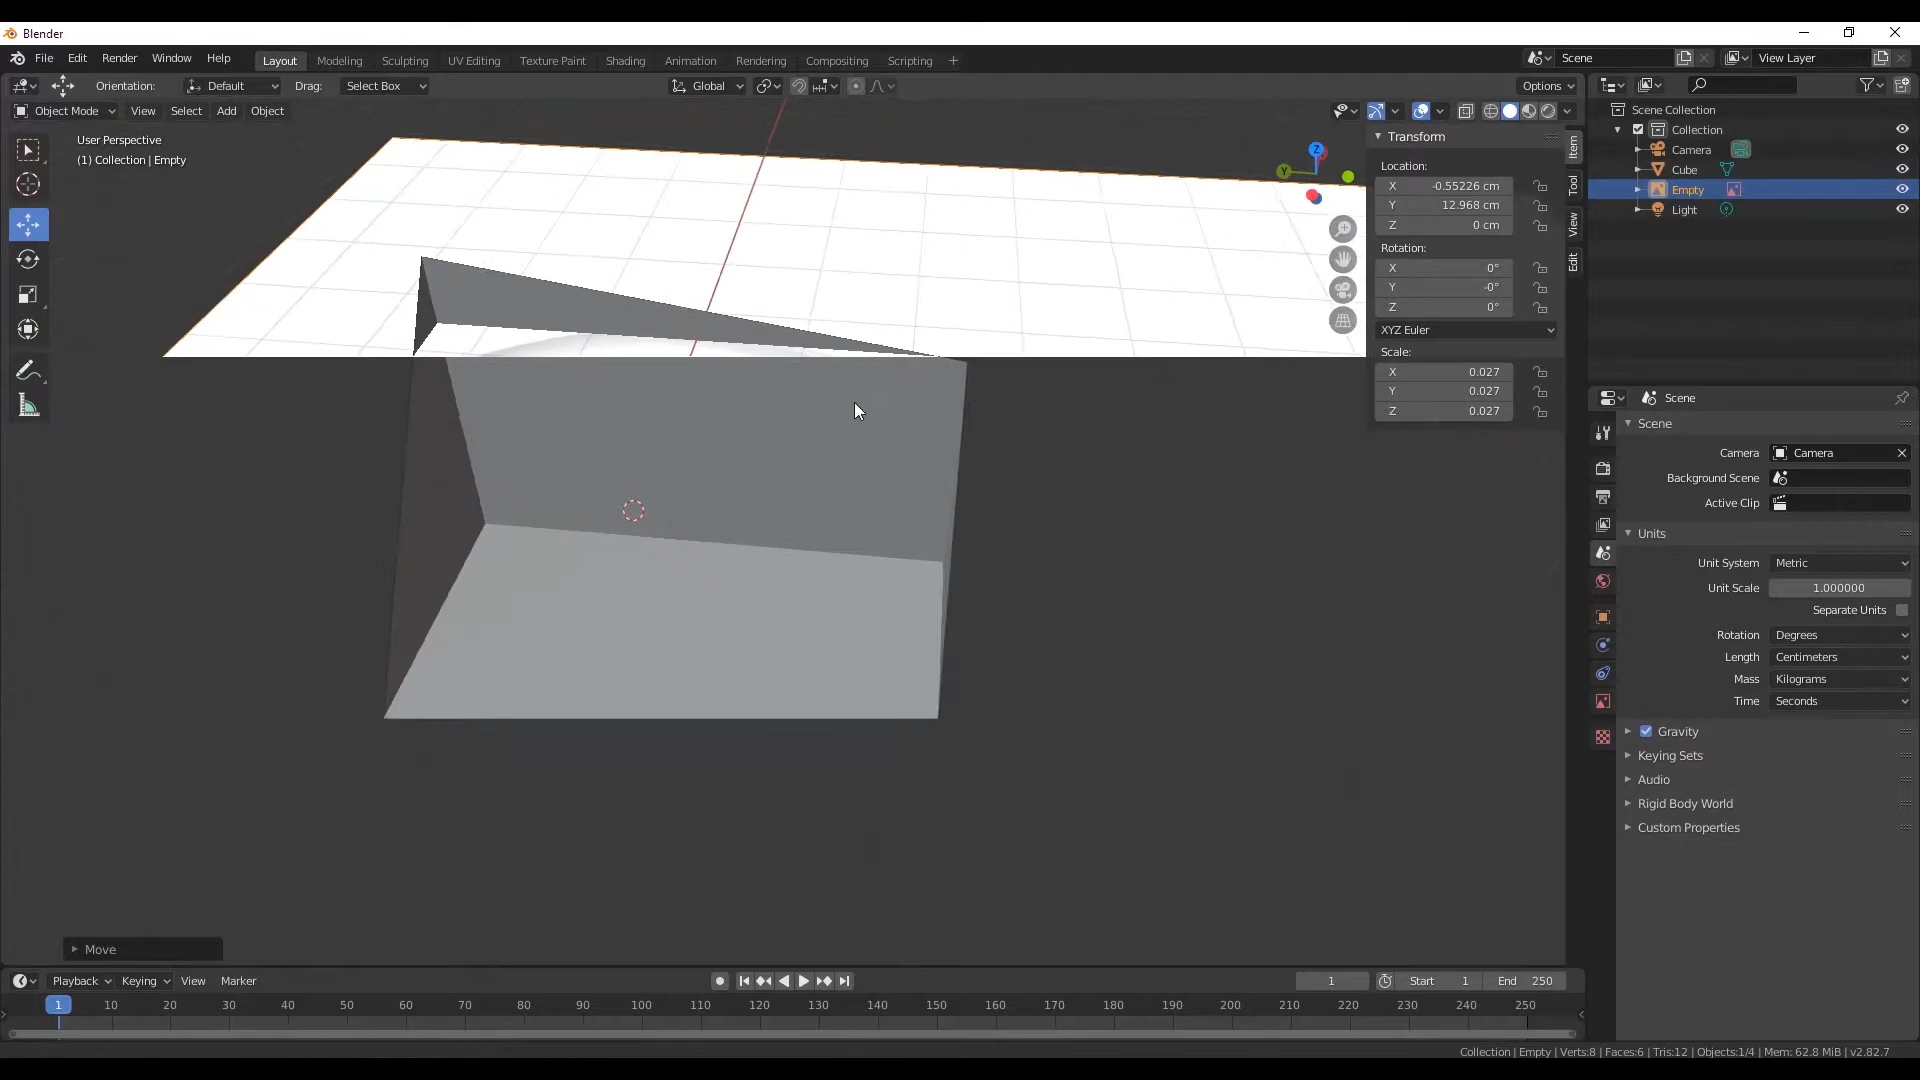 Blender
File Edit Render Window Help Layout Modeling Sculpting UV Editing Texture Paint Shading Animation Rendering Compositing Scripting + Scene View Layer
Orientation: Default Drag: Select Box Global Options
Object Mode View Select Add Object
User Perspective
(1) Collection | Empty
Z
Y
Transform
Location:
X -0.55226 cm
Y 12.968 cm
Z 0 cm
Rotation:
X 0°
Y -0°
Z 0°
XYZ Euler
Scale:
X 0.027
Y 0.027
Z 0.027
Item
Tool
View
Edit
Scene Collection
Collection
Camera
Cube
Empty
Light
Scene
Scene
Camera Camera
Background Scene
Active Clip
Units
Unit System Metric
Unit Scale 1.000000
Separate Units
Rotation Degrees
Length Centimeters
Mass Kilograms
Time Seconds
Gravity
Keying Sets
Audio
Rigid Body World
Custom Properties
Move
Playback Keying View Marker 1 Start 1 End 250
1 10 20 30 40 50 60 70 80 90 100 110 120 130 140 150 160 170 180 190 200 210 220 230 240 250
Collection | Empty | Verts:8 | Faces:6 | Tris:12 | Objects:1/4 | Mem: 62.8 MiB | v2.82.7